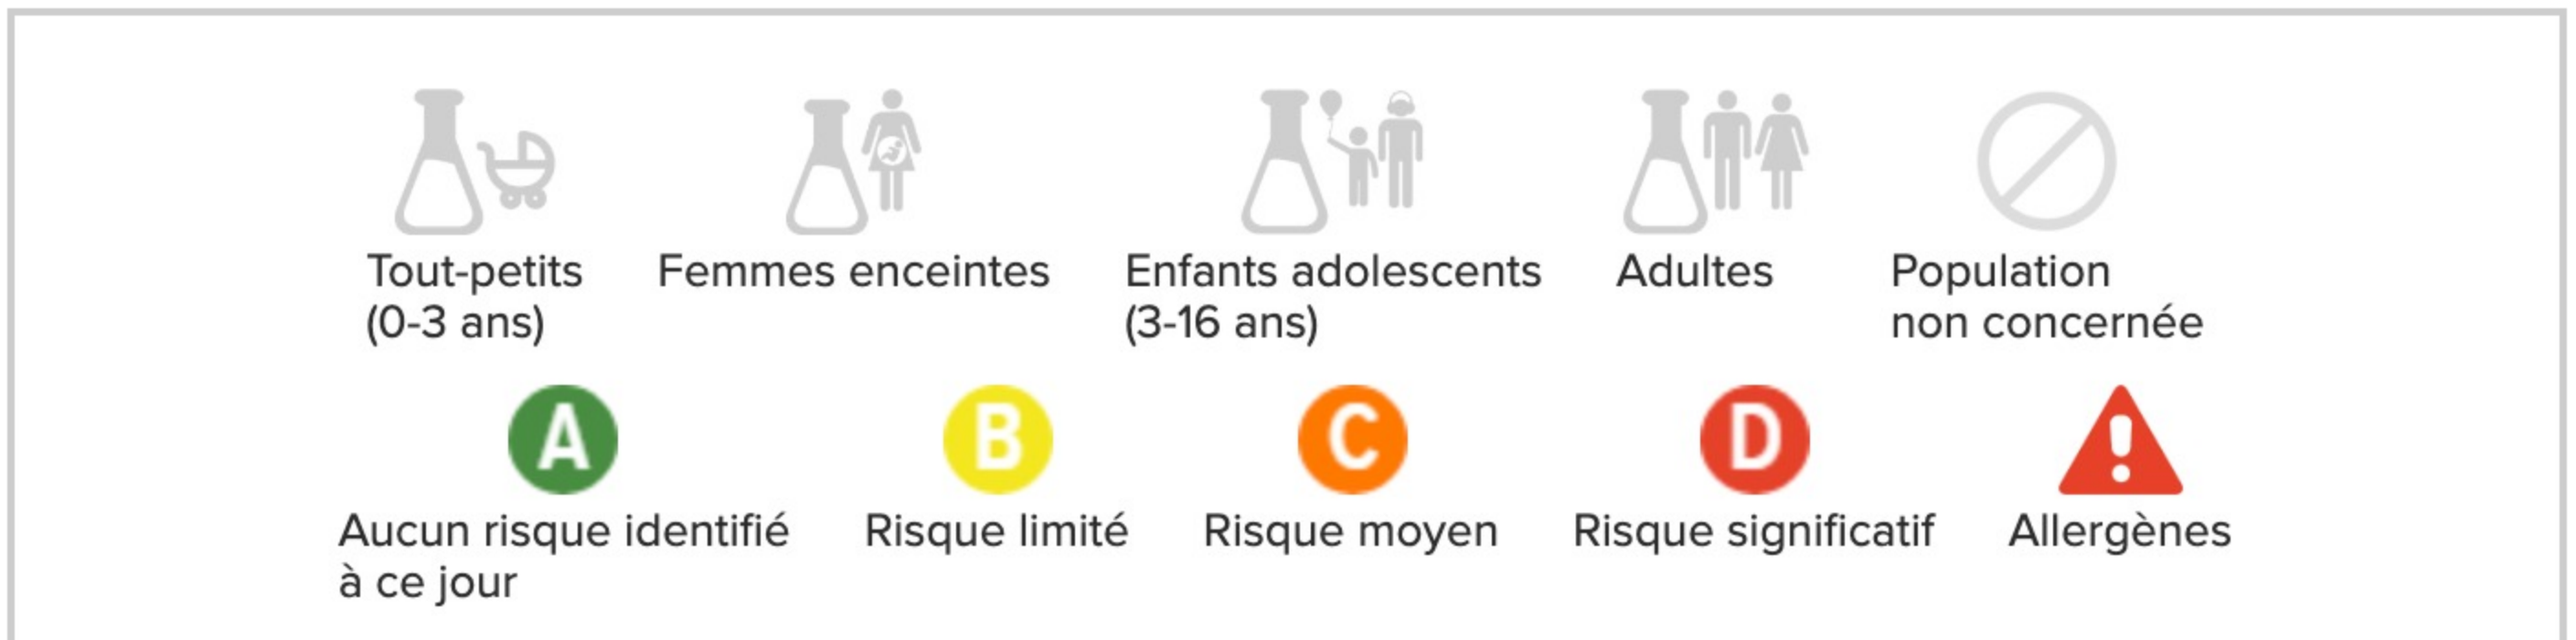 Tout-petits
(0-3 ans)
Femmes enceintes
Enfants adolescents
(3-16 ans)
Adultes
Population
non concernée
A
Aucun risque identifié
à ce jour
B
Risque limité
C
Risque moyen
D
Risque significatif
!
Allergènes